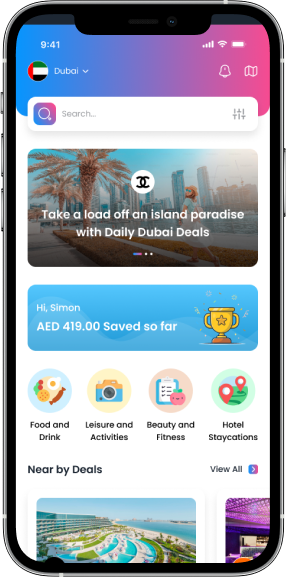 9:41
Dubai
Search...
Take a load off an island paradise
with Daily Dubai Deals
Hi, Simon
AED 419.00 Saved so far
Food and
Drink
Leisure and
Activities
Beauty and
Fitness
Hotel
Staycations
Near by Deals
View All